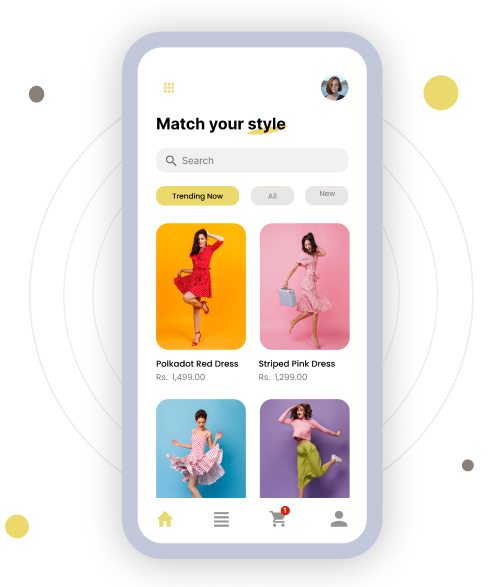 Match your style
Search
Trending Now
All
New
Polkadot Red Dress
Rs. 1,499.00
Striped Pink Dress
Rs. 1,299.00
1